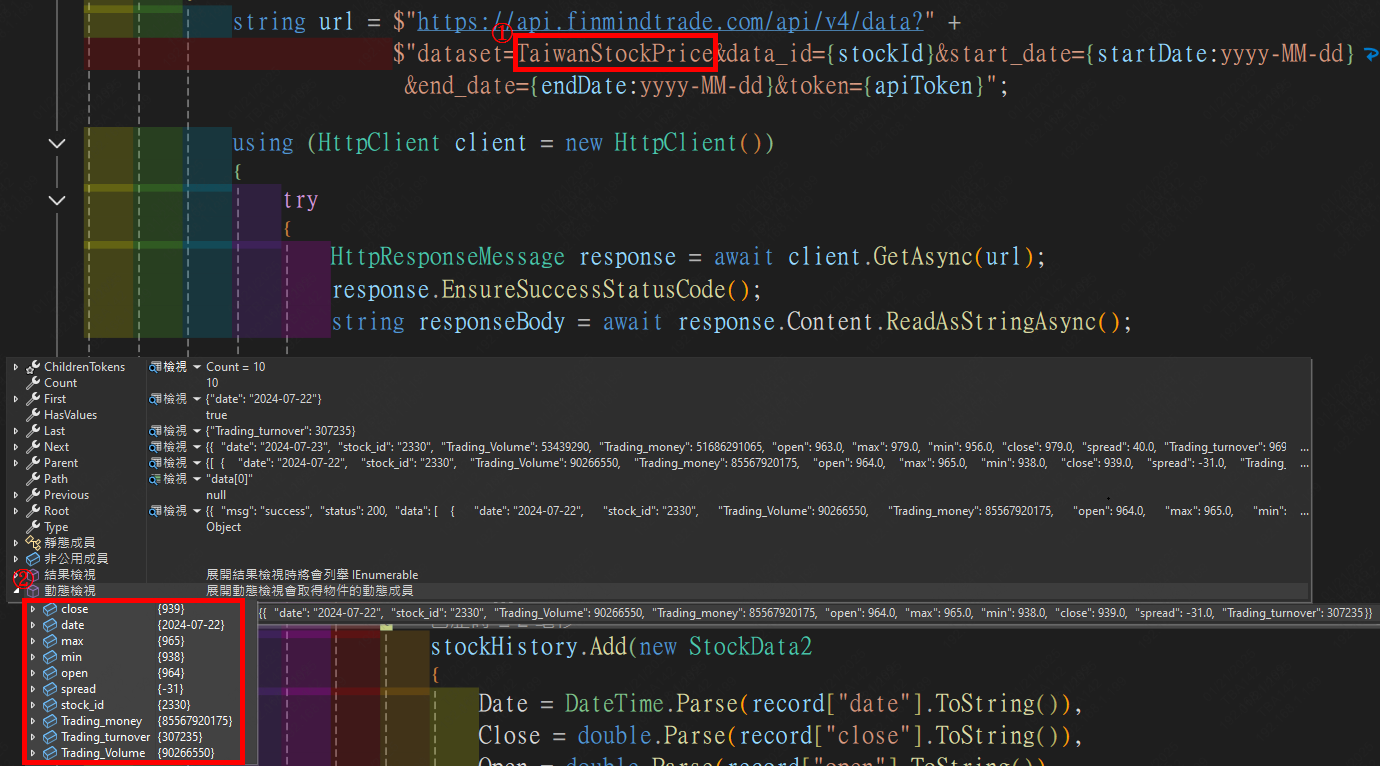 string url = $"https://api.finmindtrade.com/api/v4/data?" +
①
$"dataset=TaiwanStockPrice&data_id={stockId}&start_date={startDate:yyyy-MM-dd}
&end_date={endDate:yyyy-MM-dd}&token={apiToken}";
using (HttpClient client = new HttpClient())
{
try
{
HttpResponseMessage response = await client.GetAsync(url);
response.EnsureSuccessStatusCode();
string responseBody = await response.Content.ReadAsStringAsync();
ChildrenTokens 檢視 Count = 10
Count 10
First 檢視 {"date": "2024-07-22"}
HasValues true
Last 檢視 {"Trading_turnover": 307235}
Next 檢視 {{ "date": "2024-07-23", "stock_id": "2330", "Trading_Volume": 53439290, "Trading_money": 51686291065, "open": 963.0, "max": 979.0, "min": 956.0, "close": 979.0, "spread": 40.0, "Trading_turnover": 969 ...
Parent 檢視 {[ { "date": "2024-07-22", "stock_id": "2330", "Trading_Volume": 90266550, "Trading_money": 85567920175, "open": 964.0, "max": 965.0, "min": 938.0, "close": 939.0, "spread": -31.0, "Trading_ ...
Path 檢視 "data[0]"
Previous null
Root 檢視 {{ "msg": "success", "status": 200, "data": [ { "date": "2024-07-22", "stock_id": "2330", "Trading_Volume": 90266550, "Trading_money": 85567920175, "open": 964.0, "max": 965.0, "min": ...
Type Object
靜態成員
非公用成員
結果檢視 展開結果檢視時將會列舉 IEnumerable
②
動態檢視 展開動態檢視會取得物件的動態成員
close {939}
{{ "date": "2024-07-22", "stock_id": "2330", "Trading_Volume": 90266550, "Trading_money": 85567920175, "open": 964.0, "max": 965.0, "min": 938.0, "close": 939.0, "spread": -31.0, "Trading_turnover": 307235}}
date {2024-07-22}
max {965}
min {938}
open {964}
spread {-31}
stock_id {2330}
Trading_money {85567920175}
Trading_turnover {307235}
Trading_Volume {90266550}
stockHistory.Add(new StockData2
{
Date = DateTime.Parse(record["date"].ToString()),
Close = double.Parse(record["close"].ToString()),
Open = double.Parse(record["open"].ToString())